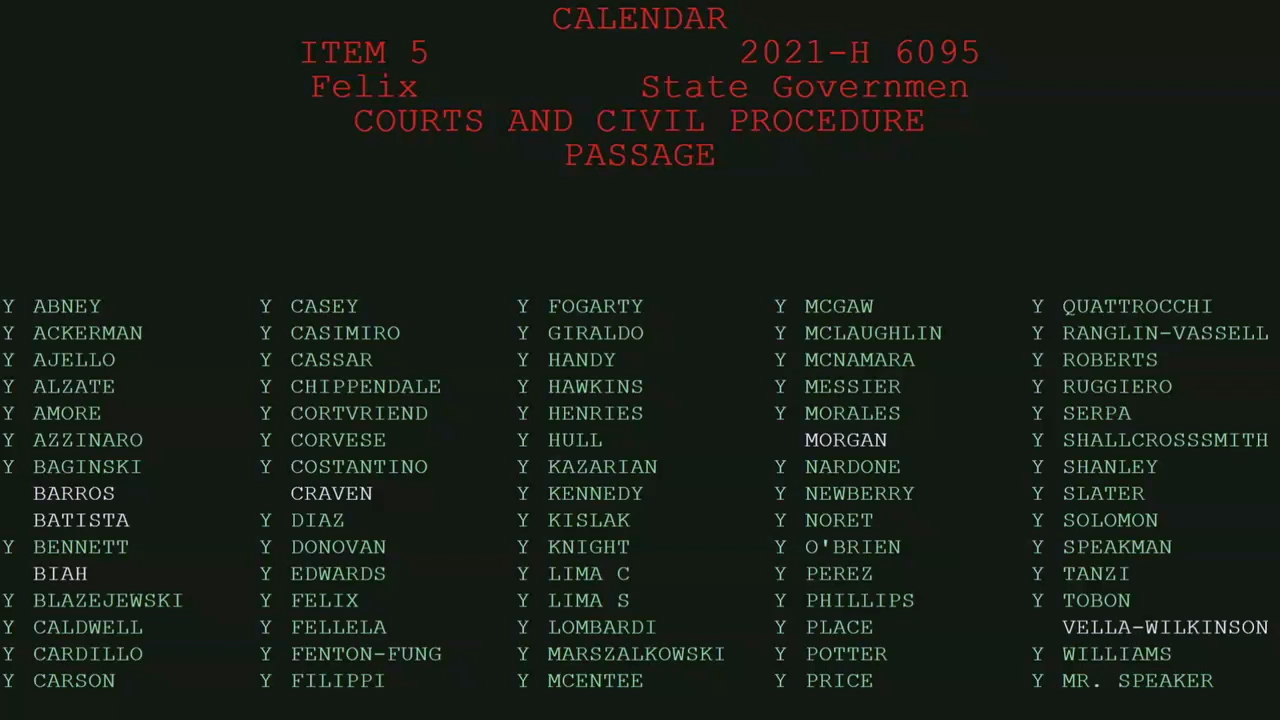 CALENDAR
ITEM 5 2021-H 6095
Felix State Governmen
COURTS AND CIVIL PROCEDURE
PASSAGE
Y ABNEY Y CASEY Y FOGARTY Y MCGAW Y QUATTROCCHI
Y ACKERMAN Y CASIMIRO Y GIRALDO Y MCLAUGHLIN Y RANGLIN-VASSELL
Y AJELLO Y CASSAR Y HANDY Y MCNAMARA Y ROBERTS
Y ALZATE Y CHIPPENDALE Y HAWKINS Y MESSIER Y RUGGIERO
Y AMORE Y CORTVRIEND Y HENRIES Y MORALES Y SERPA
Y AZZINARO Y CORVESE Y HULL MORGAN Y SHALLCROSSSMITH
Y BAGINSKI Y COSTANTINO Y KAZARIAN Y NARDONE Y SHANLEY
BARROS CRAVEN Y KENNEDY Y NEWBERRY Y SLATER
BATISTA Y DIAZ Y KISLAK Y NORET Y SOLOMON
Y BENNETT Y DONOVAN Y KNIGHT Y O'BRIEN Y SPEAKMAN
BIAH Y EDWARDS Y LIMA C Y PEREZ Y TANZI
Y BLAZEJEWSKI Y FELIX Y LIMA S Y PHILLIPS Y TOBON
Y CALDWELL Y FELLELA Y LOMBARDI Y PLACE VELLA-WILKINSON
Y CARDILLO Y FENTON-FUNG Y MARSZALKOWSKI Y POTTER Y WILLIAMS
Y CARSON Y FILIPPI Y MCENTEE Y PRICE Y MR. SPEAKER